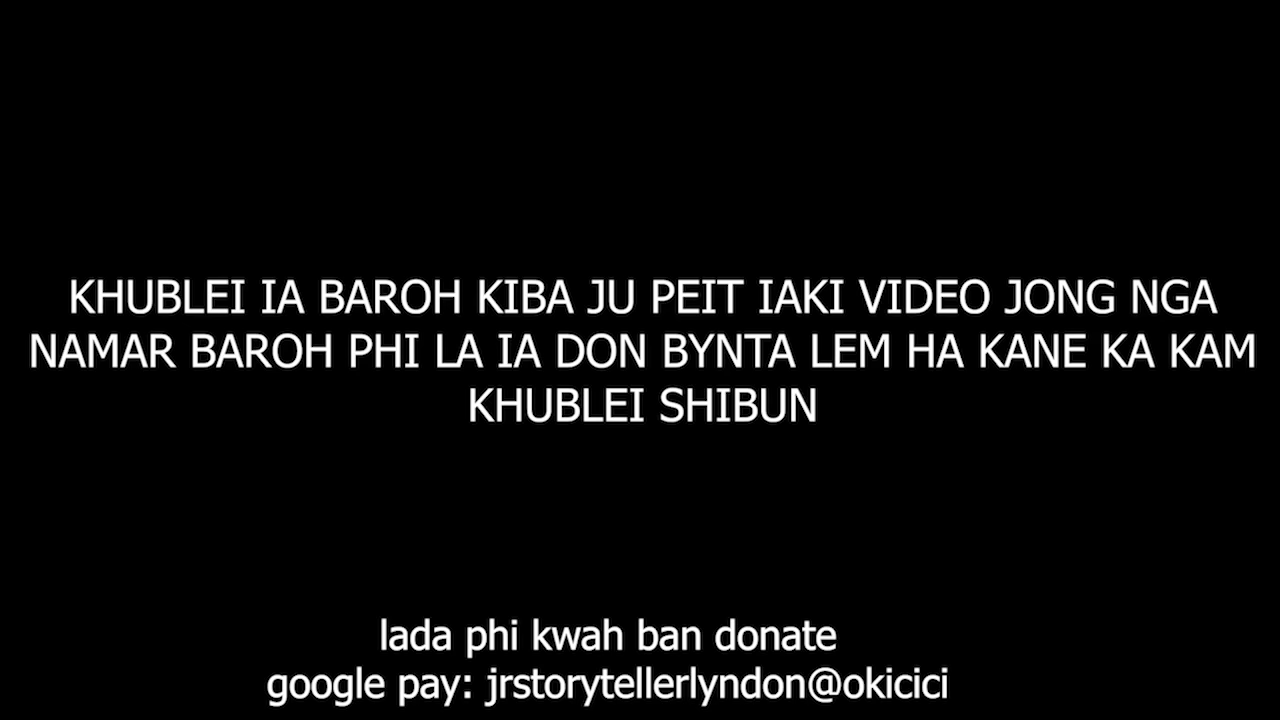 KHUBLEI IA BAROH KIBA JU PEIT IAKI VIDEO JONG NGA
NAMAR BAROH PHI LA IA DON BYNTA LEM HA KANE KA KAM
KHUBLEI SHIBUN
lada phi kwah ban donate
google pay: jrstorytellerlyndon@okicici